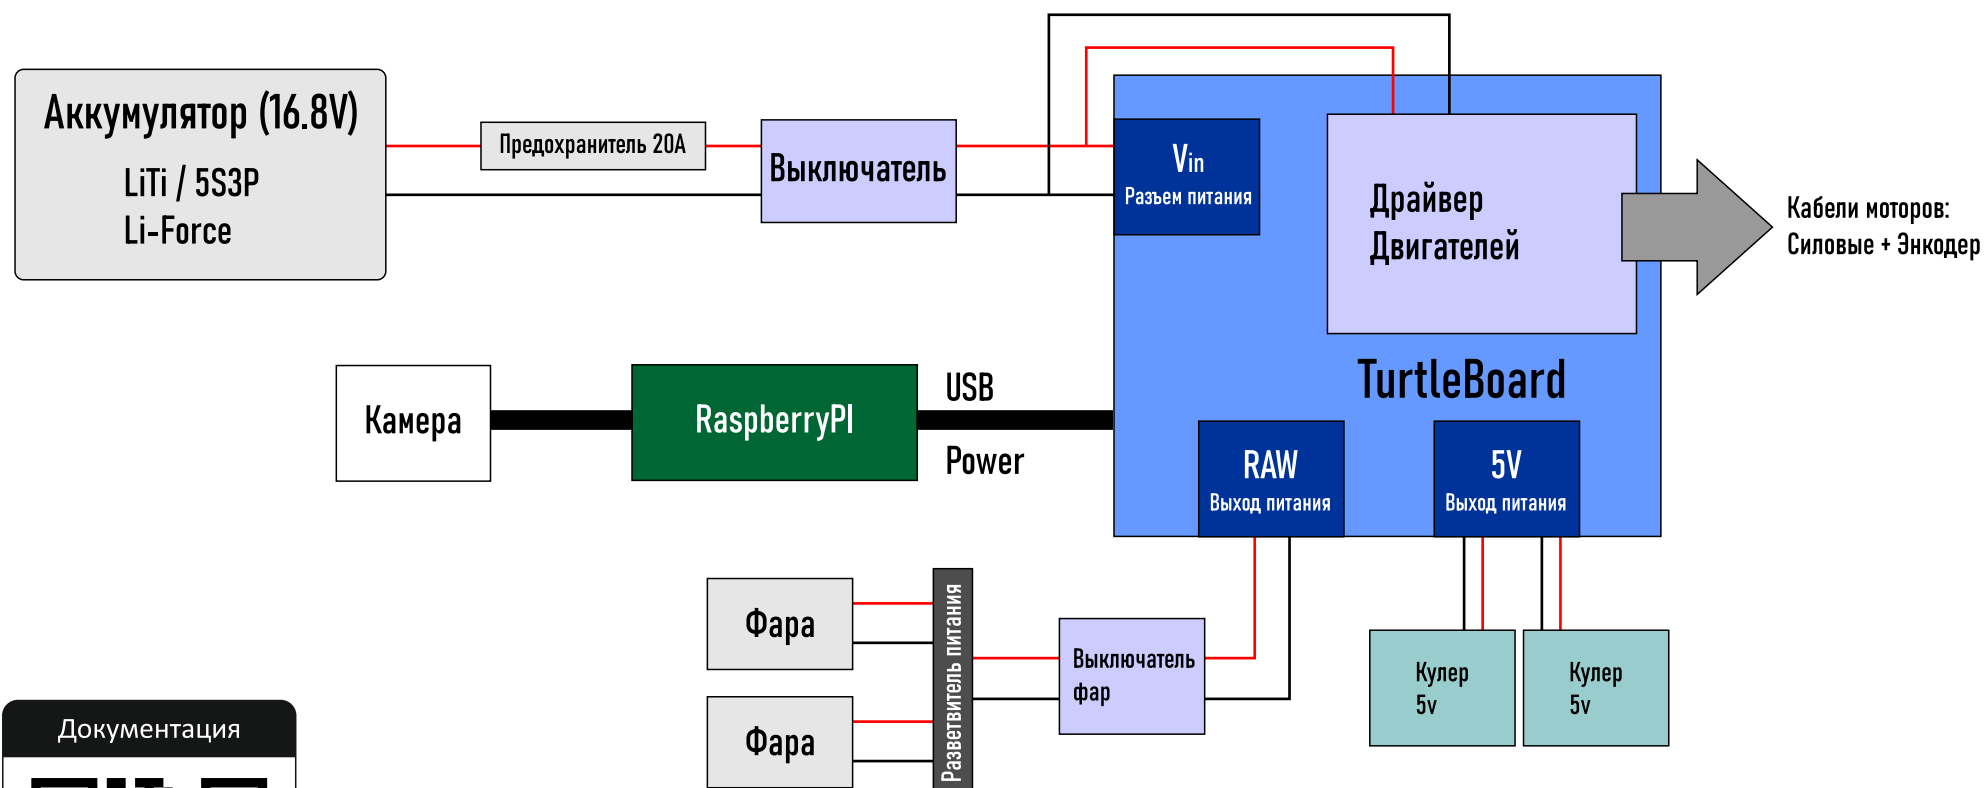 Аккумулятор (16.8V)
LiTi / 5S3P
Li-Force
Предохранитель 20А
Выключатель
Vin
Разъем питания
Драйвер
Двигателей
Кабели моторов:
Силовые + Энкодер
TurtleBoard
Камера
RaspberryPI
USB
Power
RAW
Выход питания
5V
Выход питания
Фара
Фара
Разветвитель питания
Выключатель
фар
Кулер
5v
Кулер
5v
Документация